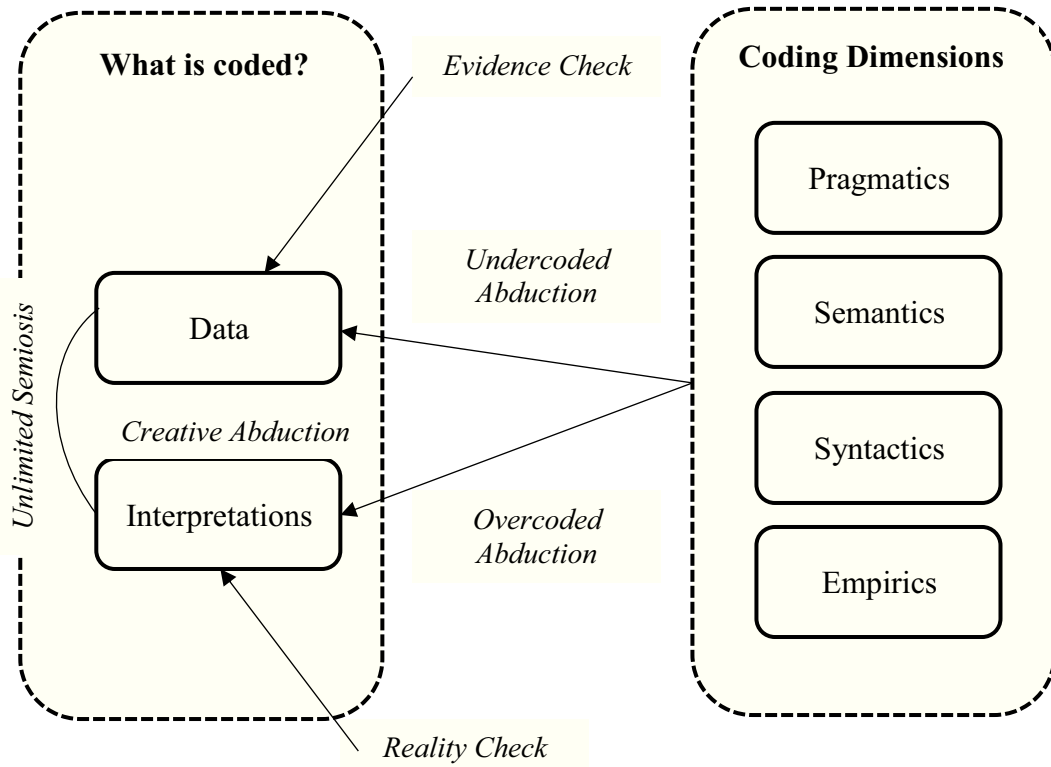 What is coded?
Evidence Check
Coding Dimensions
Pragmatics
Undercoded
Abduction
Semantics
Data
Unlimited Semiosis
Creative Abduction
Syntactics
Interpretations
Overcoded
Abduction
Empirics
Reality Check